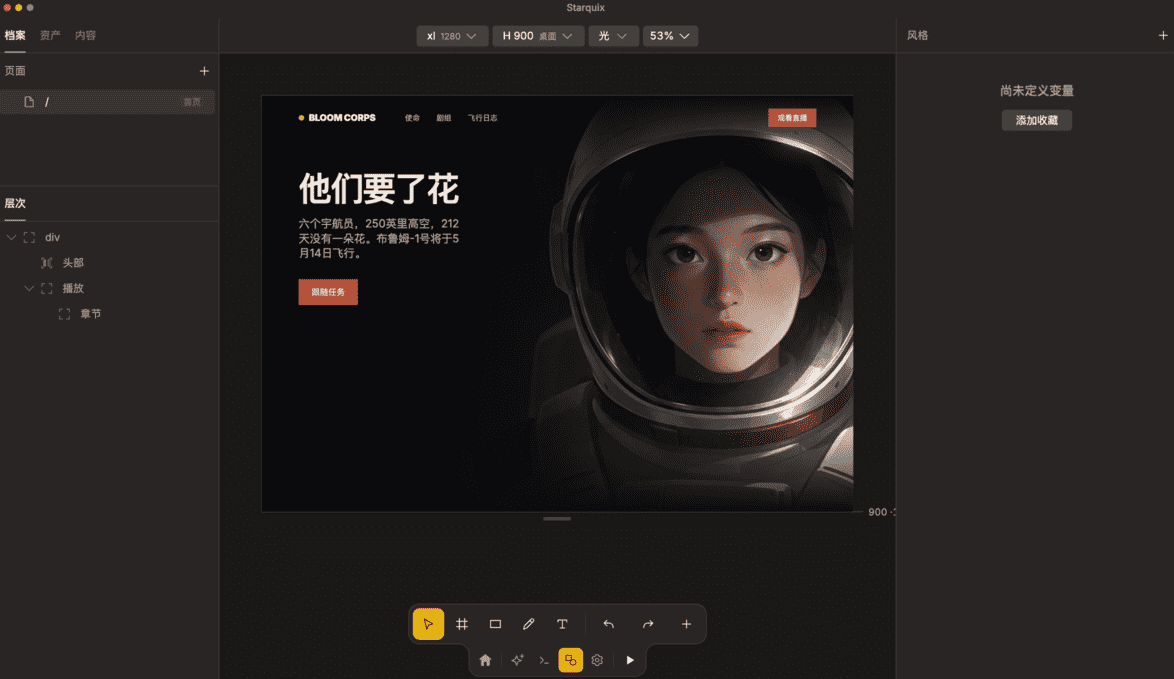 Starquix
档案 资产 内容
xl 1280 H 900 桌面 光 53%
风格
页面
/ 首页
尚未定义变量
添加收藏
BLOOM CORPS 使命 剧组 飞行日志 观看直播
他们要了花
六个宇航员，250英里高空，212
天没有一朵花。布鲁姆-1号将于5
月14日飞行。
跟随任务
层次
div
头部
播放
章节
900